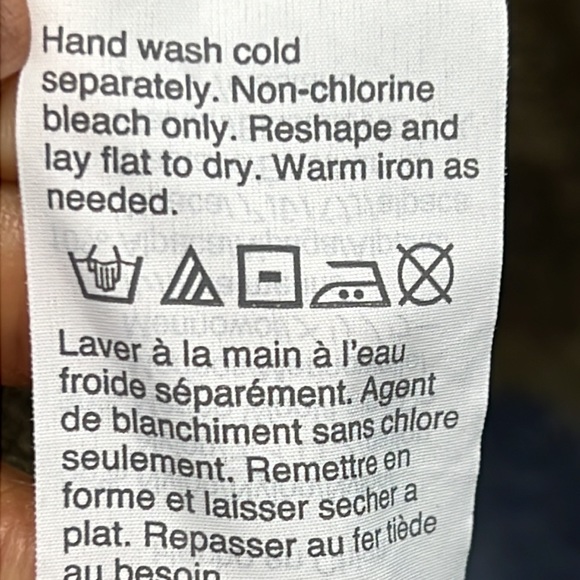 Hand wash cold
separately. Non-chlorine
bleach only. Reshape and
lay flat to dry. Warm iron as
needed.
Laver à la main à l'eau
froide séparément. Agent
de blanchiment sans chlore
seulement. Remettre en
forme et laisser secher a
plat. Repasser au fer tiède
au besoin